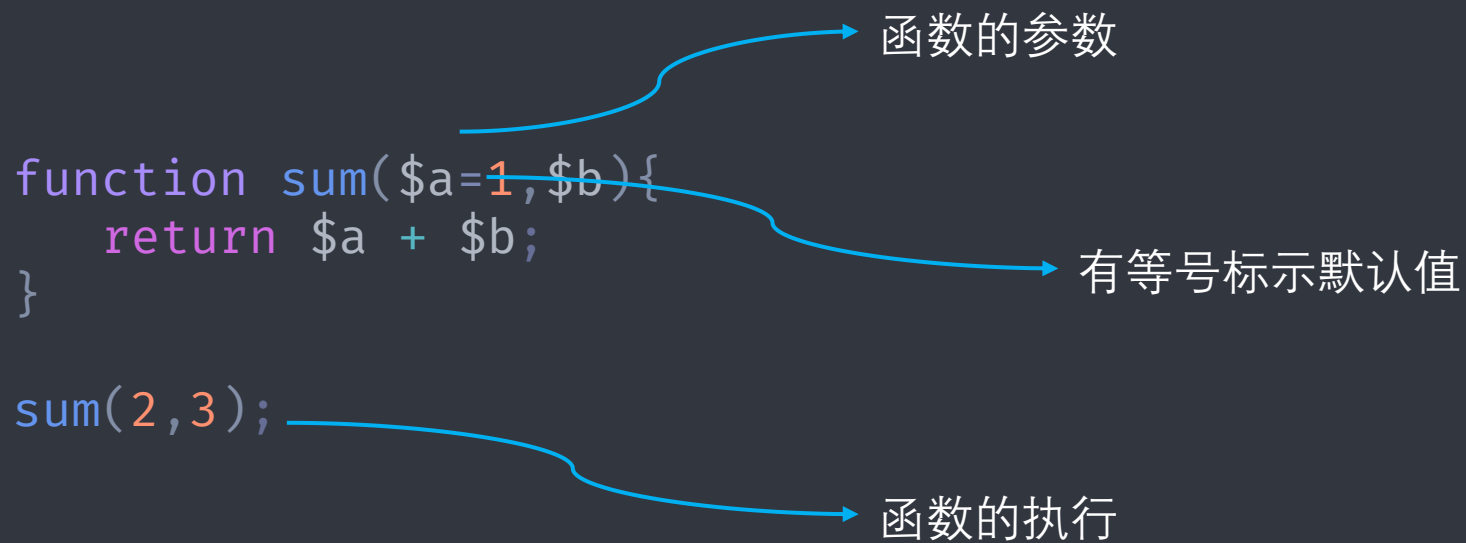 函数的参数
function sum($a=1,$b){
return $a + $b;
有等号标示默认值
}
sum(2,3);
函数的执行